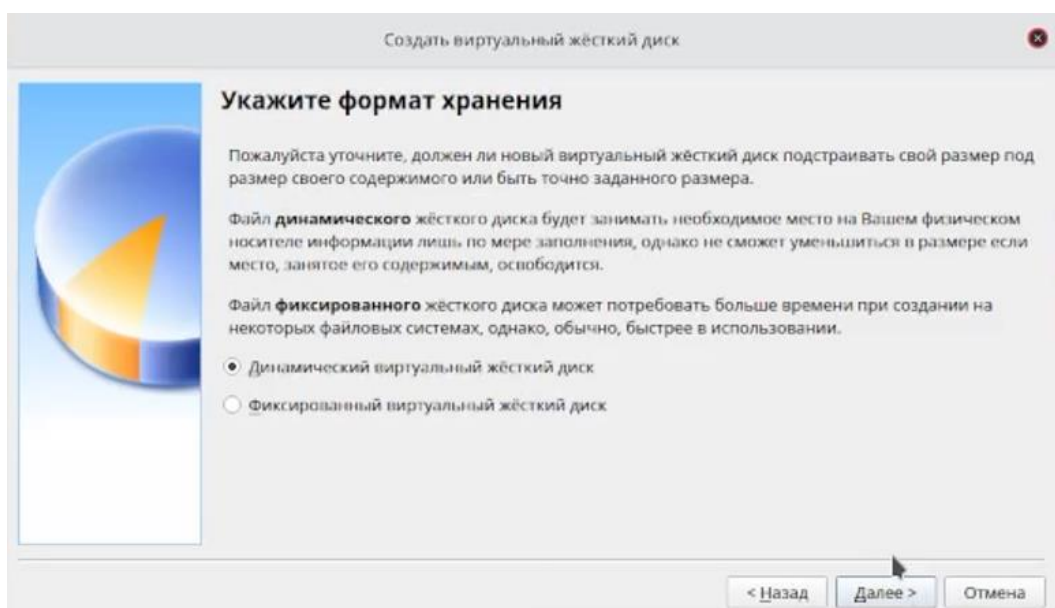 Создать виртуальный жёсткий диск
Укажите формат хранения
Пожалуйста уточните, должен ли новый виртуальный жёсткий диск подстраивать свой размер под
размер своего содержимого или быть точно заданного размера.
Файл динамического жёсткого диска будет занимать необходимое место на Вашем физическом
носителе информации лишь по мере заполнения, однако не сможет уменьшиться в размере если
место, занятое его содержимым, освободится.
Файл фиксированного жёсткого диска может потребовать больше времени при создании на
некоторых файловых системах, однако, обычно, быстрее в использовании.
Динамический виртуальный жёсткий диск
Фиксированный виртуальный жёсткий диск
< Назад Далее > Отмена